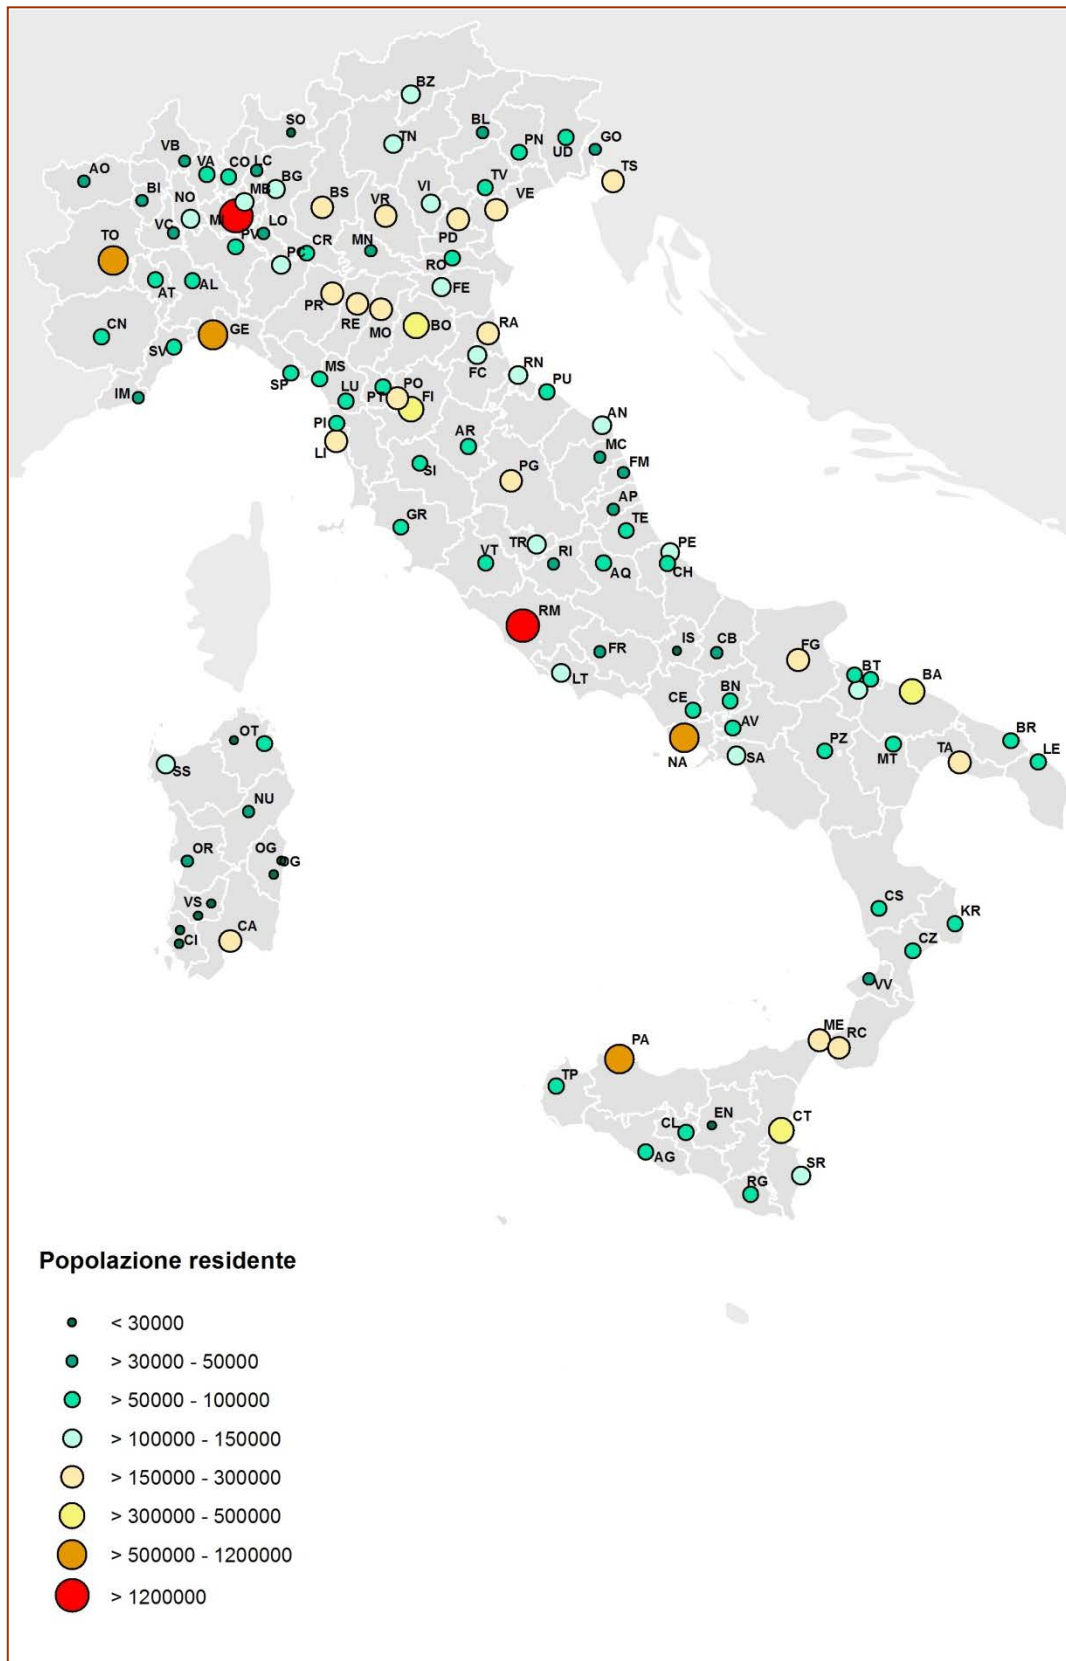 BZ
SO
BL
TN
PN
GO
UD
VB
VA
CO
LC
AO
BG
TS
TV
BI
MB
BS
VI
VE
NO
VR
MI
LO
TO
VC
PV
PD
CR
MN
PC
RO
AT
AL
FE
PR
RE
MO
BO
RA
CN
GE
SV
FC
RN
MS
SP
PU
LU
PO
PT
FI
IM
PI
AN
AR
LI
MC
SI
PG
FM
AP
GR
TE
TR
PE
VT
RI
AQ
CH
RM
IS
CB
FR
FG
LT
BT
BA
BN
CE
AV
BR
OT
PZ
MT
TA
LE
NA
SA
SS
NU
OR
OG
OG
VS
CS
KR
CA
CI
CZ
VV
ME
RC
PA
TP
EN
CT
CL
AG
SR
RG
Popolazione residente
< 30000
> 30000 - 50000
> 50000 - 100000
> 100000 - 150000
> 150000 - 300000
> 300000 - 500000
> 500000 - 1200000
> 1200000